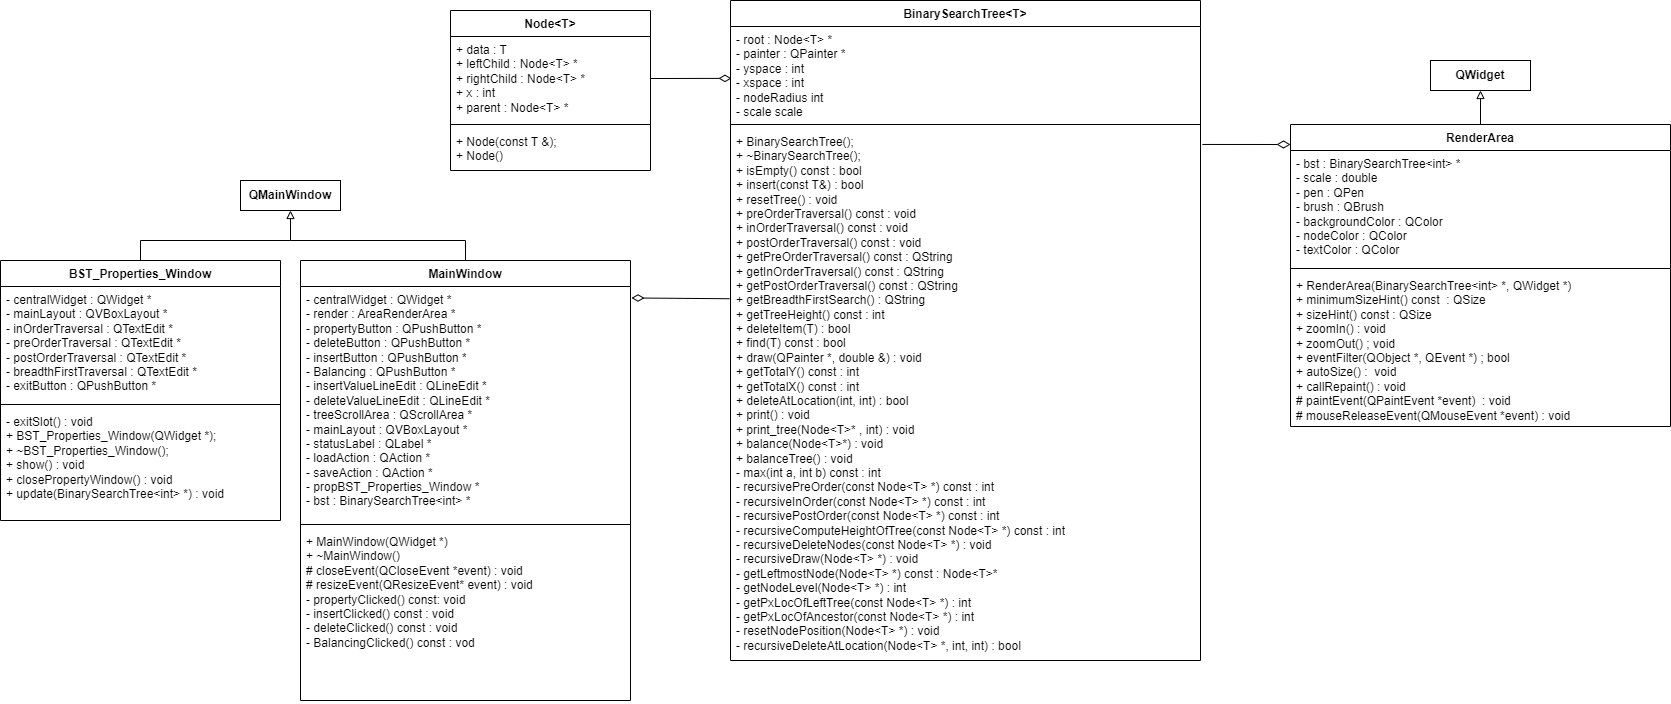 Node<T>
+ data : T
+ leftChild : Node<T> *
+ rightChild : Node<T> *
+ x : int
+ parent : Node<T> *
+ Node(const T &);
+ Node()
BinarySearchTree<T>
- root : Node<T> *
- painter : QPainter *
- yspace : int
- xspace : int
- nodeRadius int
- scale scale
+ BinarySearchTree();
+ ~BinarySearchTree();
+ isEmpty() const : bool
+ insert(const T&) : bool
+ resetTree() : void
+ preOrderTraversal() const : void
+ inOrderTraversal() const : void
+ postOrderTraversal() const : void
+ getPreOrderTraversal() const : QString
+ getInOrderTraversal() const : QString
+ getPostOrderTraversal() const : QString
+ getBreadthFirstSearch() : QString
+ getTreeHeight() const : int
+ deleteItem(T) : bool
+ find(T) const : bool
+ draw(QPainter *, double &) : void
+ getTotalY() const : int
+ getTotalX() const : int
+ deleteAtLocation(int, int) : bool
+ print() : void
+ print_tree(Node<T>* , int) : void
+ balance(Node<T>*) : void
+ balanceTree() : void
- max(int a, int b) const : int
- recursivePreOrder(const Node<T> *) const : int
- recursiveInOrder(const Node<T> *) const : int
- recursivePostOrder(const Node<T> *) const : int
- recursiveComputeHeightOfTree(const Node<T> *) const : int
- recursiveDeleteNodes(const Node<T> *) : void
- recursiveDraw(Node<T> *) : void
- getLeftmostNode(Node<T> *) const : Node<T>*
- getNodeLevel(Node<T> *) : int
- getPxLocOfLeftTree(const Node<T> *) : int
- getPxLocOfAncestor(const Node<T> *) : int
- resetNodePosition(Node<T> *) : void
- recursiveDeleteAtLocation(Node<T> *, int, int) : bool
QWidget
RenderArea
- bst : BinarySearchTree<int> *
- scale : double
- pen : QPen
- brush : QBrush
- backgroundColor : QColor
- nodeColor : QColor
- textColor : QColor
+ RenderArea(BinarySearchTree<int> *, QWidget *)
+ minimumSizeHint() const  : QSize
+ sizeHint() const : QSize
+ zoomIn() : void
+ zoomOut() ; void
+ eventFilter(QObject *, QEvent *) ; bool
+ autoSize() :  void
+ callRepaint() : void
# paintEvent(QPaintEvent *event)  : void
# mouseReleaseEvent(QMouseEvent *event) : void
QMainWindow
BST_Properties_Window
- centralWidget : QWidget *
- mainLayout : QVBoxLayout *
- inOrderTraversal : QTextEdit *
- preOrderTraversal : QTextEdit *
- postOrderTraversal : QTextEdit *
- breadthFirstTraversal : QTextEdit *
- exitButton : QPushButton *
- exitSlot() : void
+ BST_Properties_Window(QWidget *);
+ ~BST_Properties_Window();
+ show() : void
+ closePropertyWindow() : void
+ update(BinarySearchTree<int> *) : void
MainWindow
- centralWidget : QWidget *
- render : AreaRenderArea *
- propertyButton : QPushButton *
- deleteButton : QPushButton *
- insertButton : QPushButton *
- Balancing : QPushButton *
- insertValueLineEdit : QLineEdit *
- deleteValueLineEdit : QLineEdit *
- treeScrollArea : QScrollArea *
- mainLayout : QVBoxLayout *
- statusLabel : QLabel *
- loadAction : QAction *
- saveAction : QAction *
- propBST_Properties_Window *
- bst : BinarySearchTree<int> *
+ MainWindow(QWidget *)
+ ~MainWindow()
# closeEvent(QCloseEvent *event) : void
# resizeEvent(QResizeEvent* event) : void
- propertyClicked() const: void
- insertClicked() const : void
- deleteClicked() const : void
- BalancingClicked() const : vod